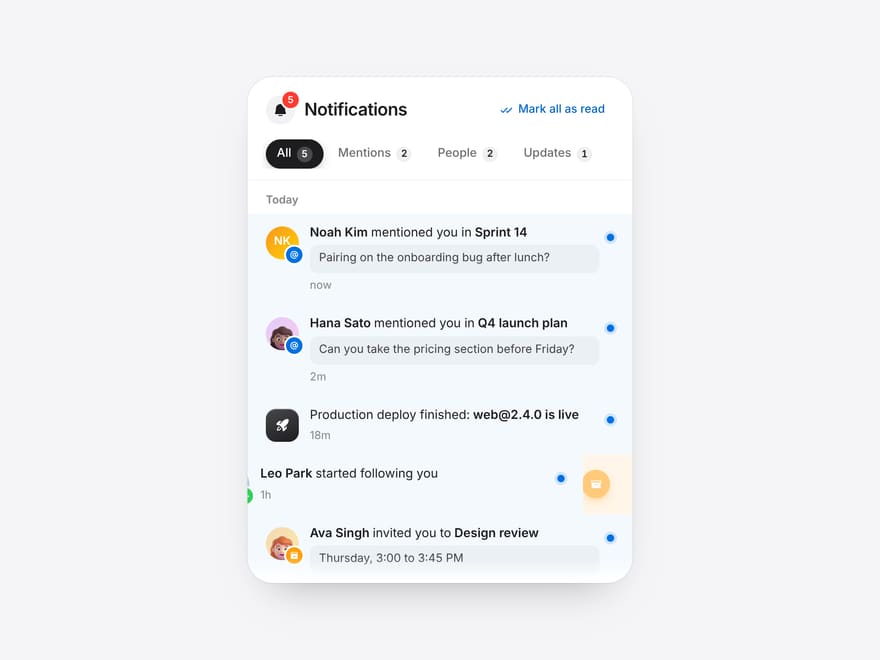 5
Notifications
Mark all as read
All 5
Mentions 2
People 2
Updates 1
Today
NK
@
Noah Kim mentioned you in Sprint 14
Pairing on the onboarding bug after lunch?
now
@
Hana Sato mentioned you in Q4 launch plan
Can you take the pricing section before Friday?
2m
Production deploy finished: web@2.4.0 is live
18m
Leo Park started following you
1h
Ava Singh invited you to Design review
Thursday, 3:00 to 3:45 PM